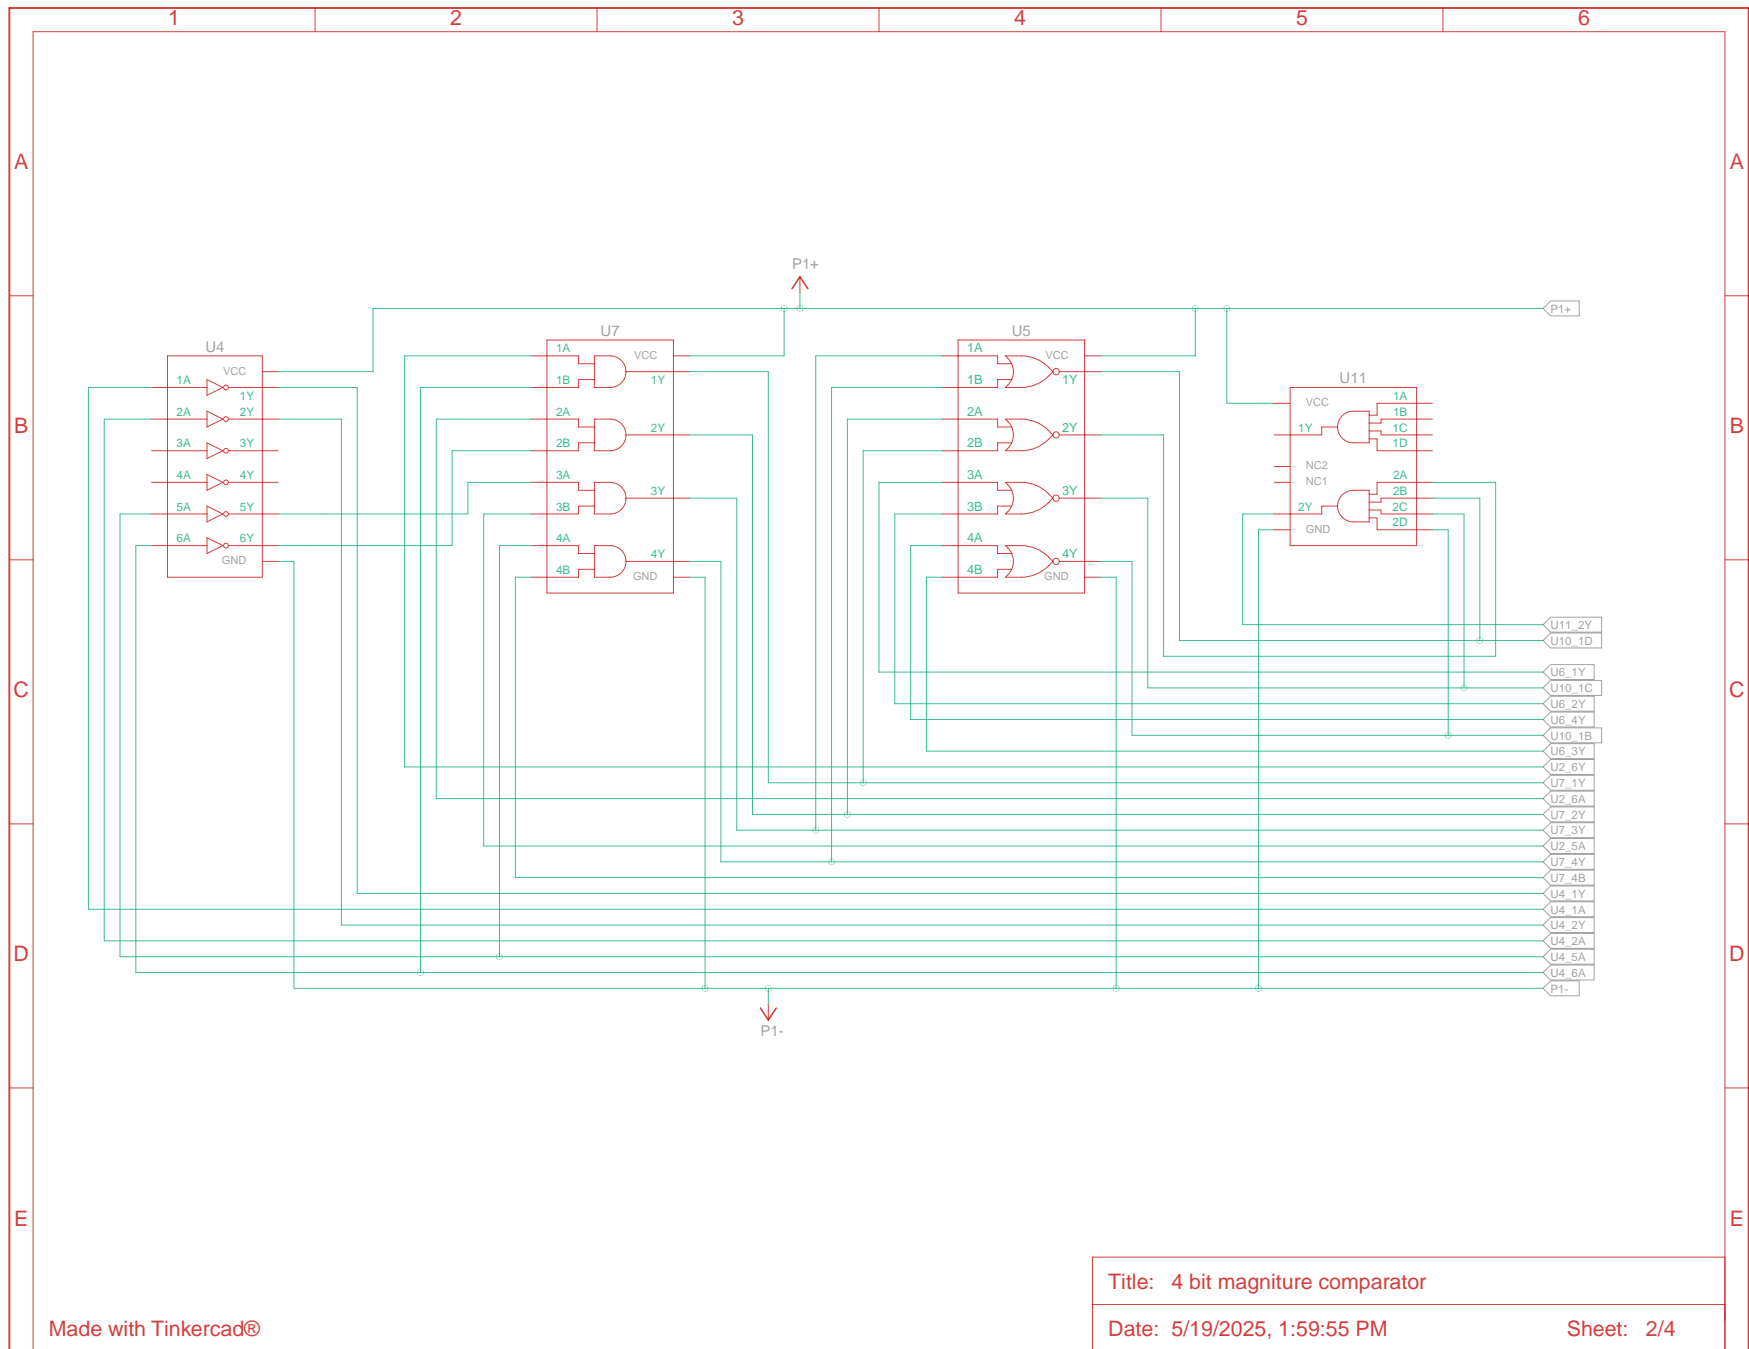 1 2 3 4 5 6
A A
P1+
P1+
U4
VCC
1A 1Y
2A 2Y
3A 3Y
4A 4Y
5A 5Y
6A 6Y
GND
U7
1A VCC
1B 1Y
2A 2Y
2B
3A 3Y
3B
4A 4Y
4B GND
U5
1A VCC
1B 1Y
2A 2Y
2B
3A 3Y
3B
4A 4Y
4B GND
U11
VCC 1A
1B
1Y 1C
1D
NC2
NC1 2A
2B
2Y 2C
GND 2D
B B
U11_2Y
U10_1D
U6_1Y
U10_1C
U6_2Y
U6_4Y
U10_1B
U6_3Y
U2_6Y
U7_1Y
U2_6A
U7_2Y
U7_3Y
U2_5A
U7_4Y
U7_4B
U4_1Y
U4_1A
U4_2Y
U4_2A
U4_5A
U4_6A
P1-
C C
D D
P1-
E E
Title: 4 bit magniture comparator
Made with Tinkercad®
Date: 5/19/2025, 1:59:55 PM Sheet: 2/4